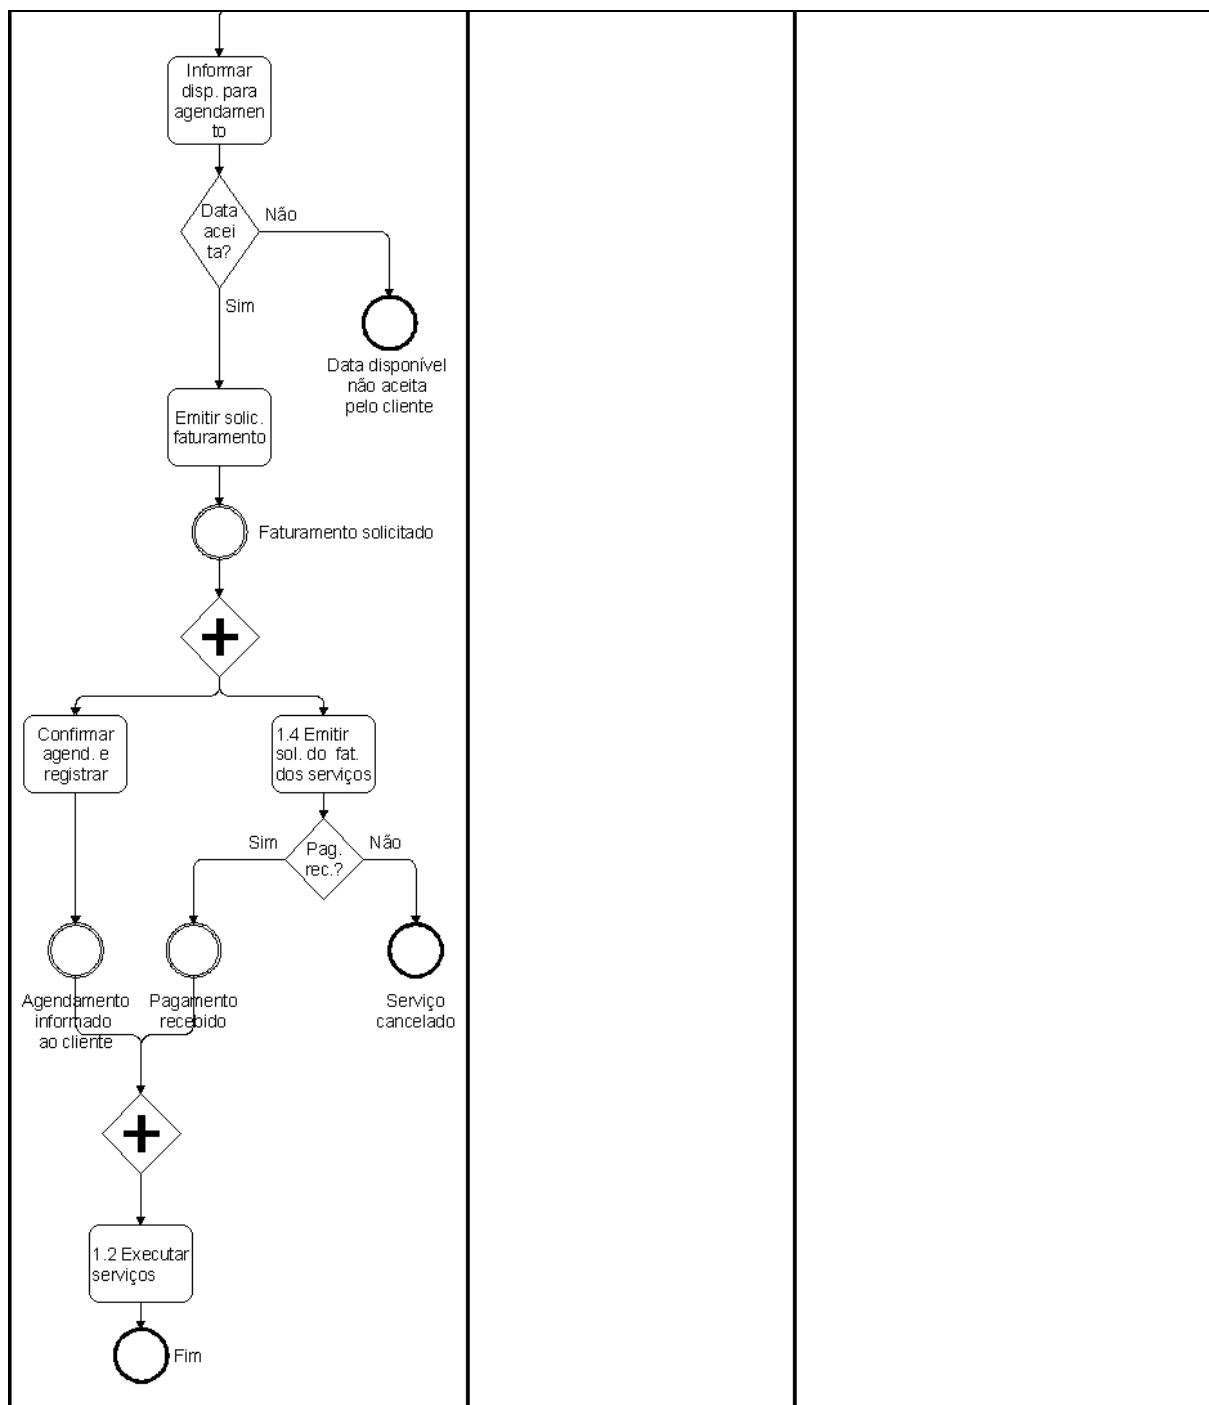 Informar
disp. para
agendamen
to
Data
acei
ta?
Não
Sim
Data disponível
não aceita
pelo cliente
Emitir solic.
faturamento
Faturamento solicitado
Confirmar
agend. e
registrar
1.4 Emitir
sol. do fat.
dos serviços
Sim
Pag.
rec.?
Não
Agendamento
informado
ao cliente
Pagamento
recebido
Serviço
cancelado
1.2 Executar
serviços
Fim